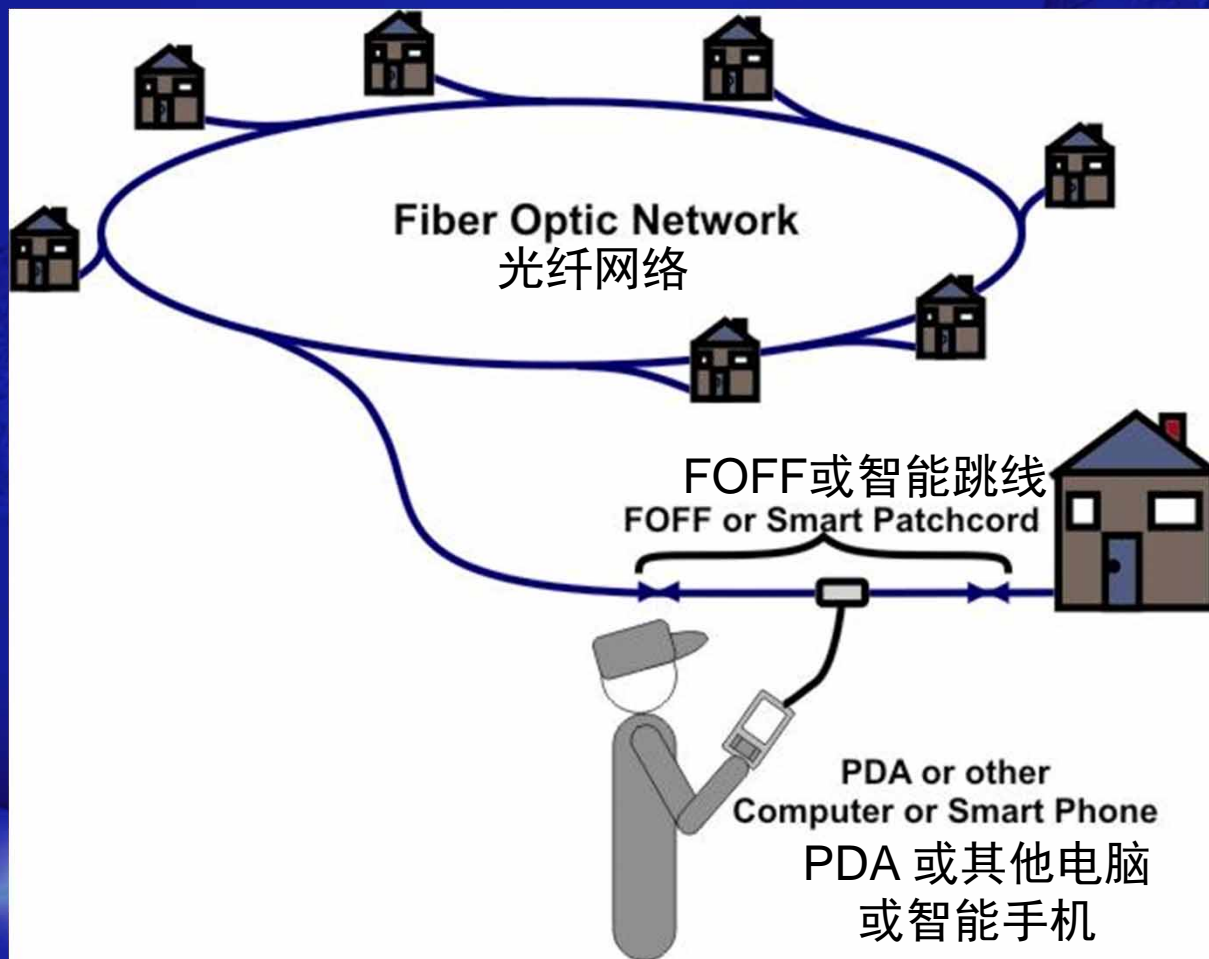 Fiber Optic Network
光纤网络
FOFF或智能跳线
FOFF or Smart Patchcord
PDA or other
Computer or Smart Phone
PDA 或其他电脑
或智能手机